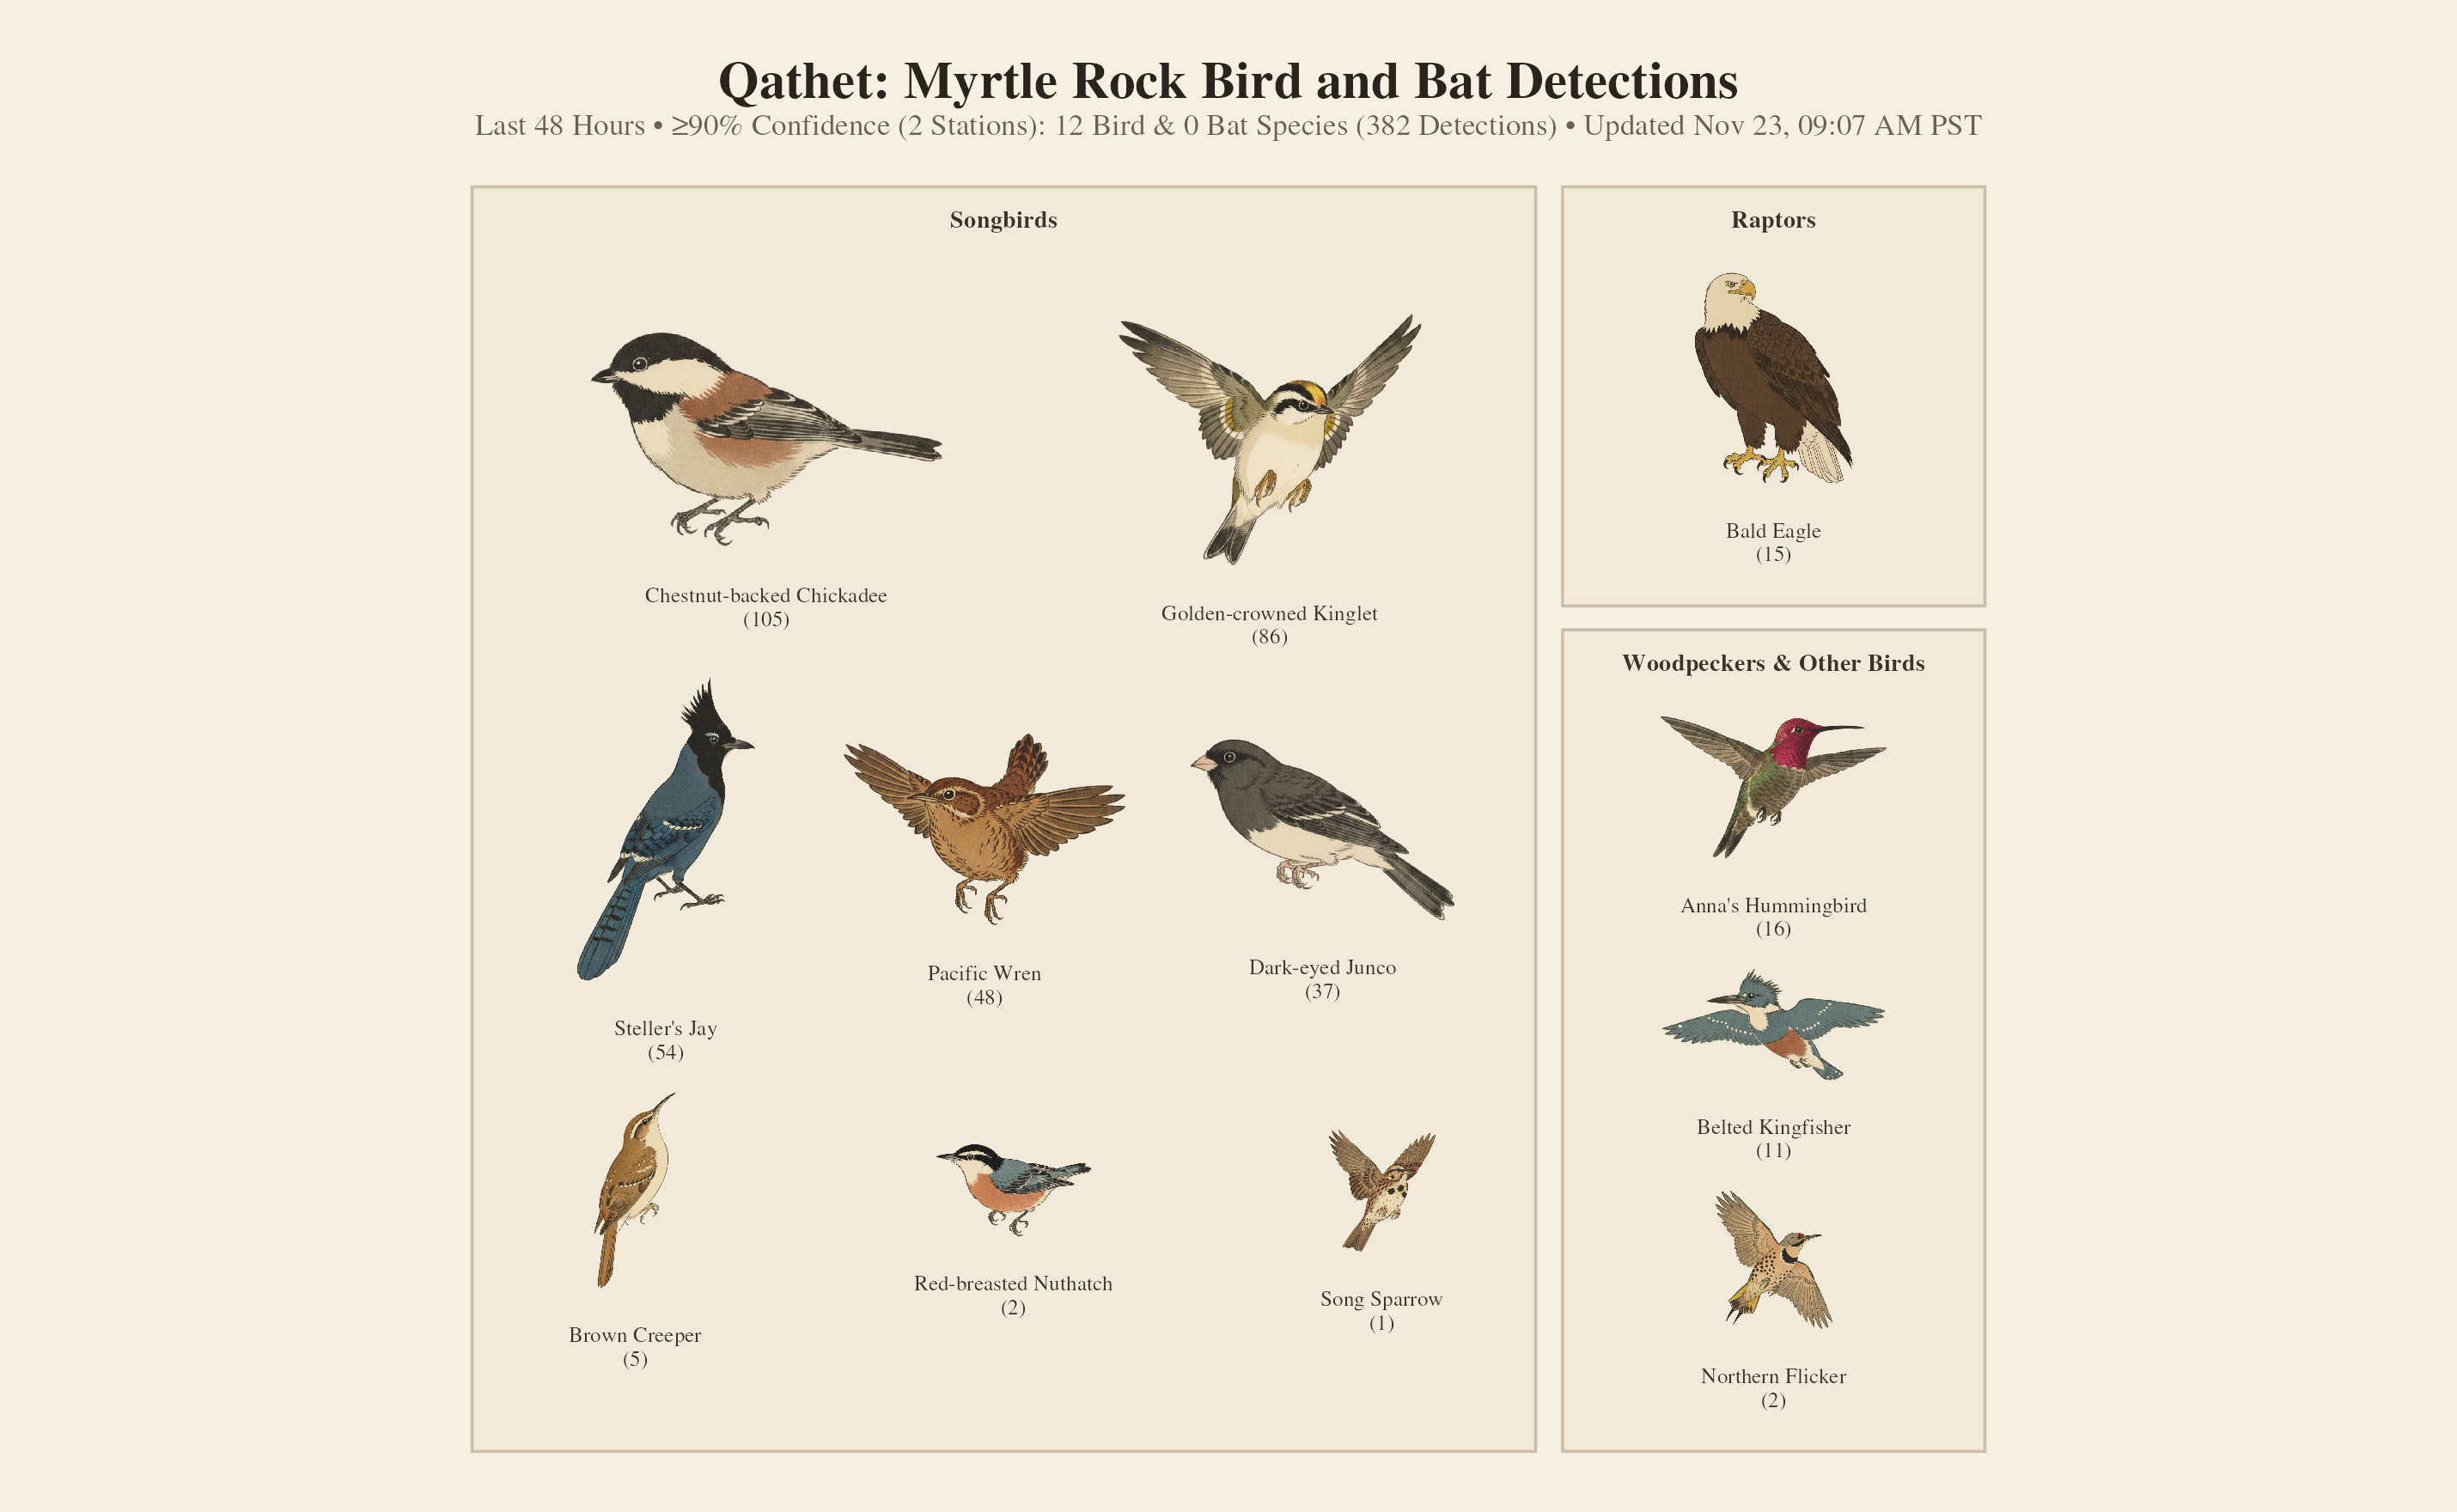 Qathet: Myrtle Rock Bird and Bat Detections
Last 48 Hours • ≥90% Confidence (2 Stations): 12 Bird & 0 Bat Species (382 Detections) • Updated Nov 23, 09:07 AM PST
Songbirds
Chestnut-backed Chickadee
(105)
Golden-crowned Kinglet
(86)
Steller's Jay
(54)
Pacific Wren
(48)
Dark-eyed Junco
(37)
Brown Creeper
(5)
Red-breasted Nuthatch
(2)
Song Sparrow
(1)
Raptors
Bald Eagle
(15)
Woodpeckers & Other Birds
Anna's Hummingbird
(16)
Belted Kingfisher
(11)
Northern Flicker
(2)